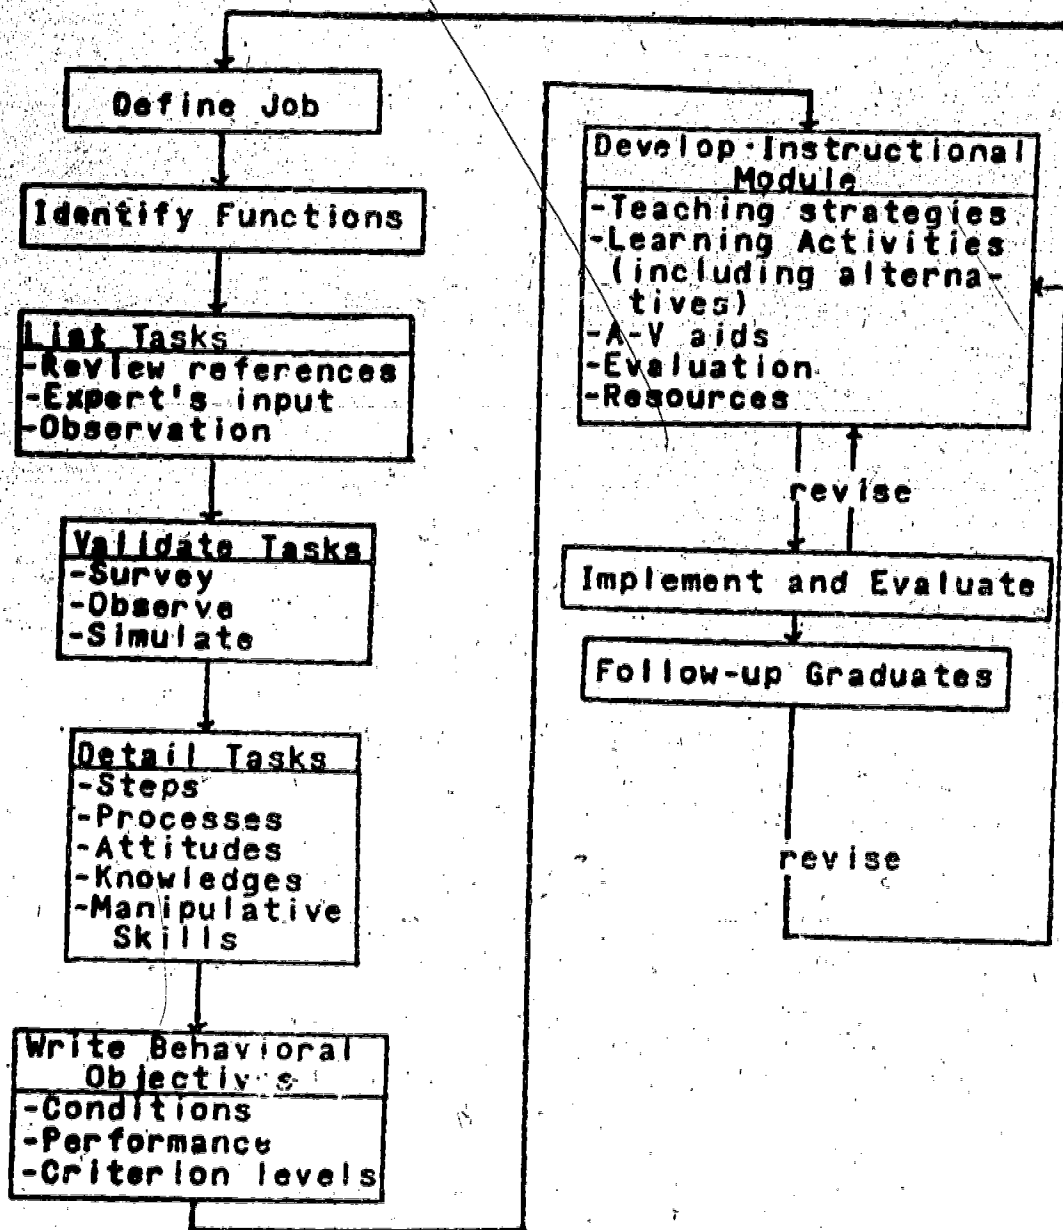 Define Job
Identify Functions
List Tasks
-Review references
-Expert's input
-Observation
Validate Tasks
-Survey
-Observe
-Simulate
Detail Tasks
-Steps
-Processes
-Attitudes
-Knowledges
-Manipulative
Skills
Write Behavioral
Objectiv s
-Conditions
-Performance
-Criterion levels
Develop Instructional
Module
-Teaching strategies
-Learning Activities
(including alterna-
tives)
-A-V aids
-Evaluation
-Resources
revise
Implement and Evaluate
Follow-up Graduates
revise